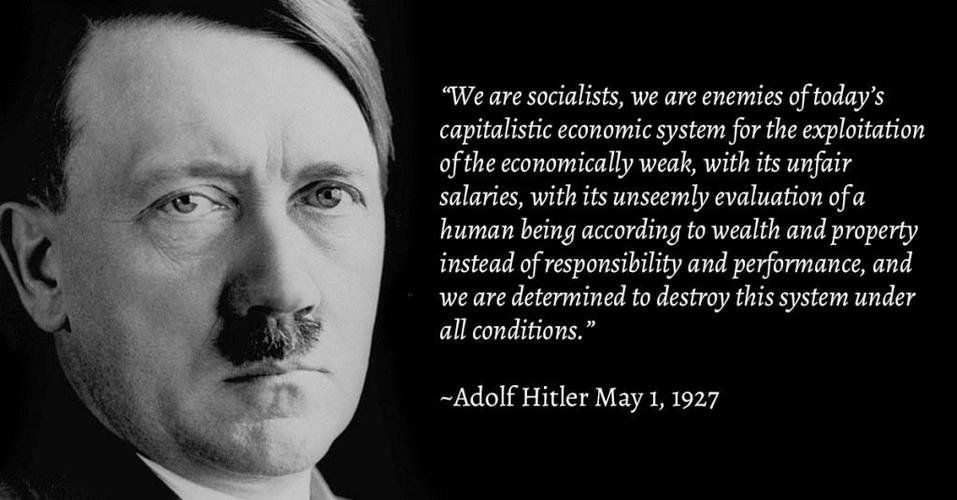 “We are socialists, we are enemies of today’s
capitalistic economic system for the exploitation
of the economically weak, with its unfair
salaries, with its unseemly evaluation of a
human being according to wealth and property
instead of responsibility and performance, and
we are determined to destroy this system under
all conditions.”
~Adolf Hitler May 1, 1927